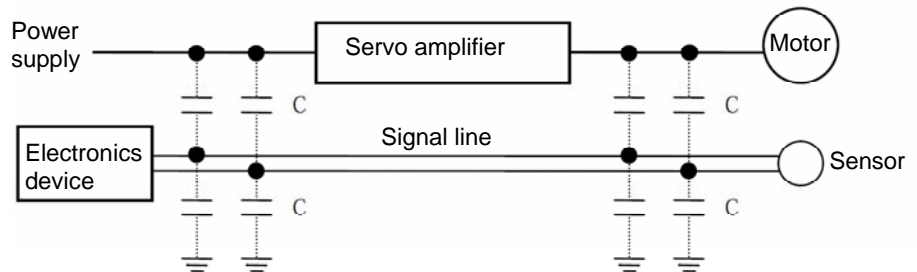 Power
supply
Servo amplifier
Motor
C
C
Signal line
Electronics
device
Sensor
C
C